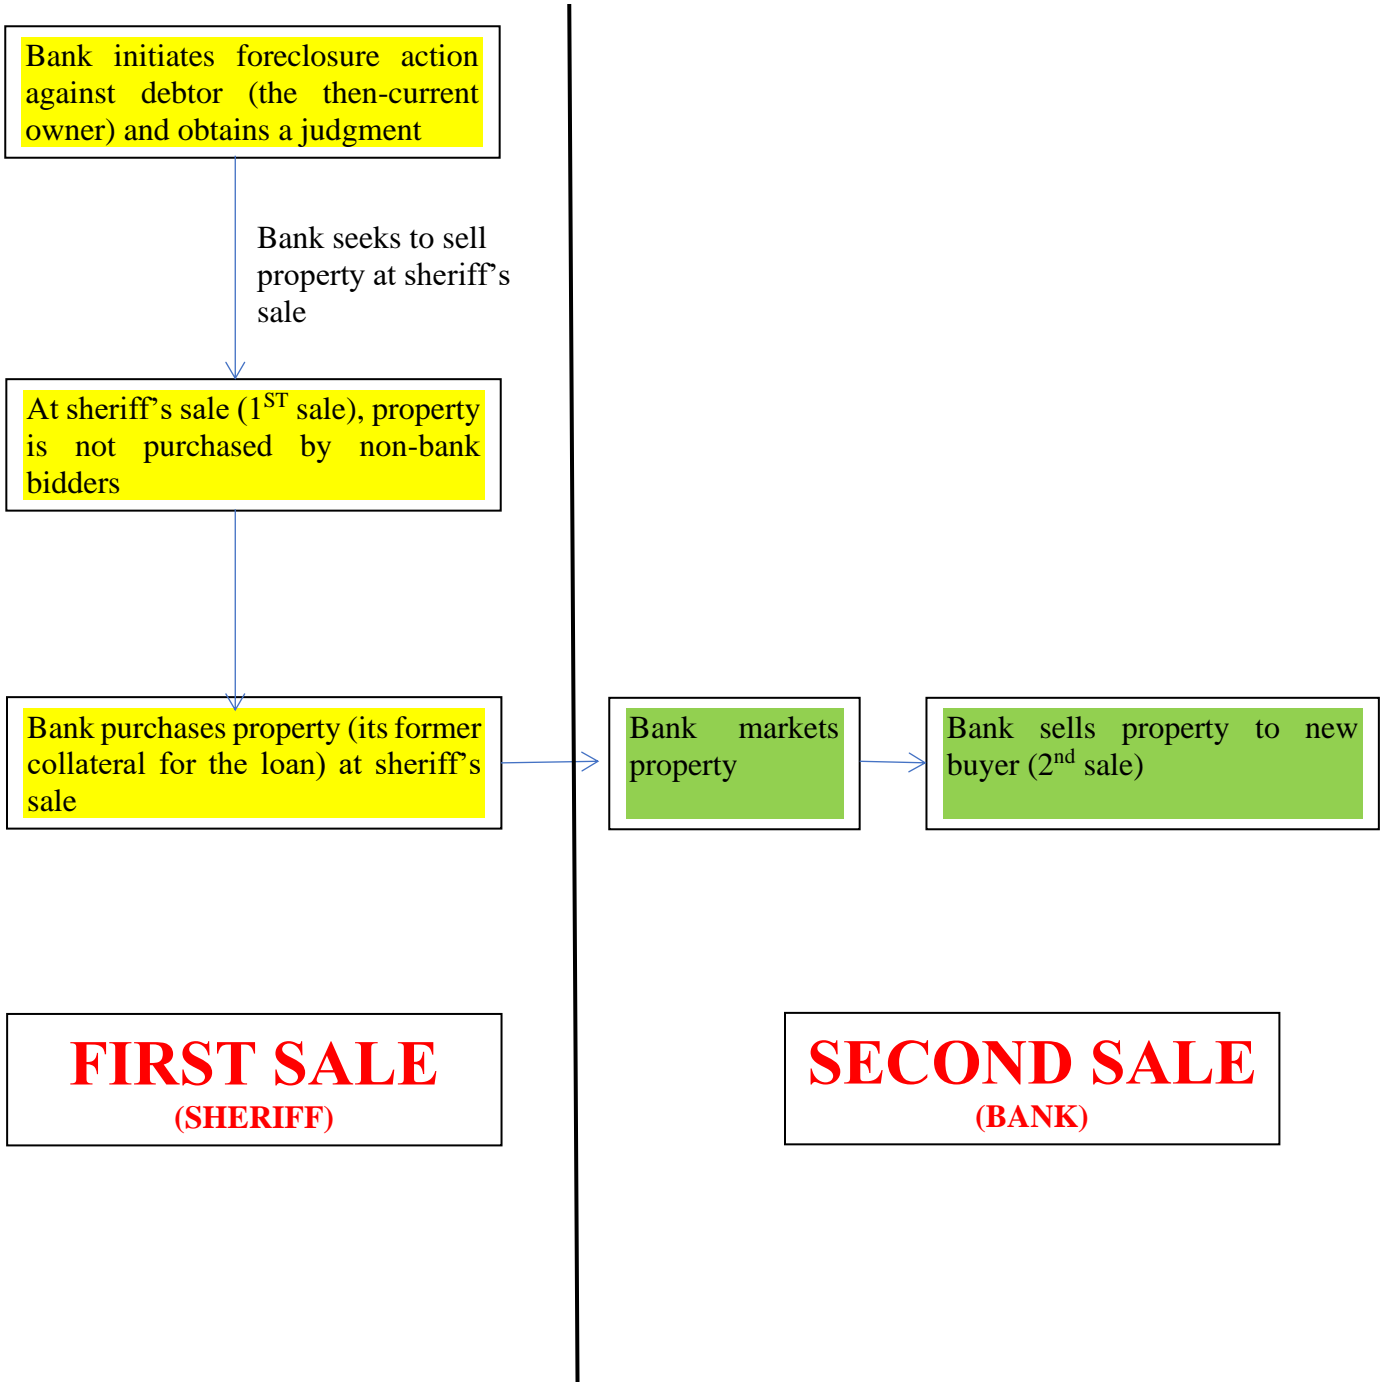 Bank initiates foreclosure action
against debtor (the then-current
owner) and obtains a judgment
Bank seeks to sell
property at sheriff’s
sale
At sheriff’s sale (1ST sale), property
is not purchased by non-bank
bidders
Bank purchases property (its former
collateral for the loan) at sheriff’s
sale
Bank markets
property
Bank sells property to new
buyer (2nd sale)
FIRST SALE
(SHERIFF)
SECOND SALE
(BANK)